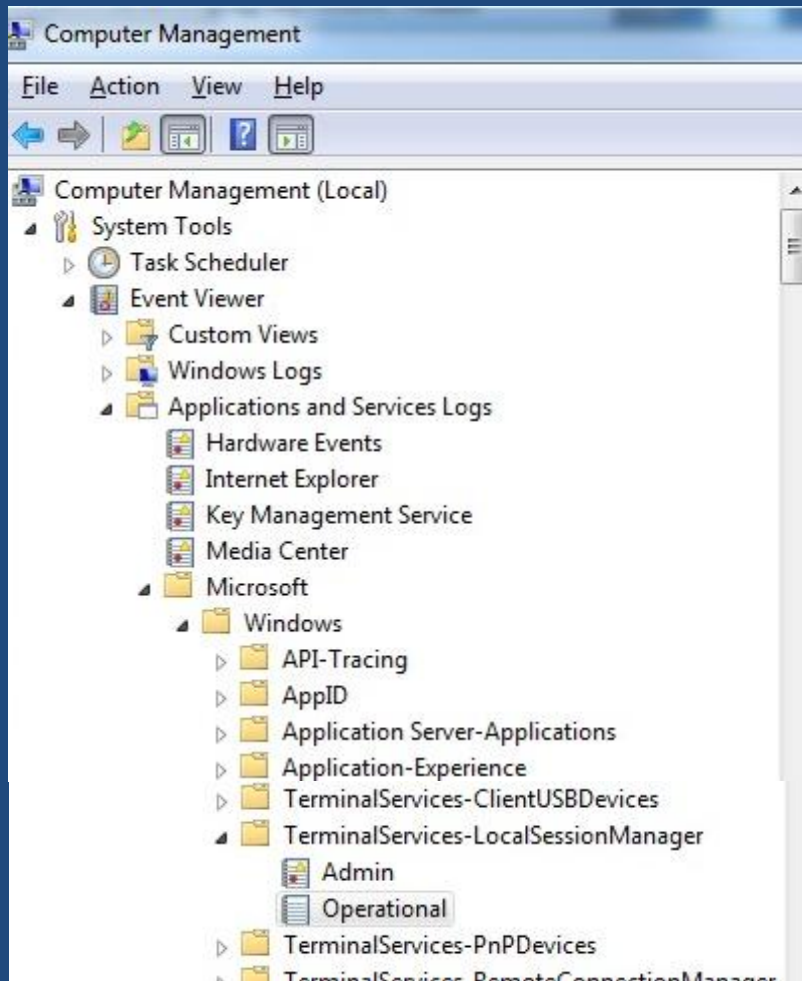 Computer Management
File Action View Help
Computer Management (Local)
System Tools
Task Scheduler
Event Viewer
Custom Views
Windows Logs
Applications and Services Logs
Hardware Events
Internet Explorer
Key Management Service
Media Center
Microsoft
Windows
API-Tracing
AppID
Application Server-Applications
Application-Experience
TerminalServices-ClientUSBDevices
TerminalServices-LocalSessionManager
Admin
Operational
TerminalServices-PnPDevices
TerminalServices-RemoteConnectionManager